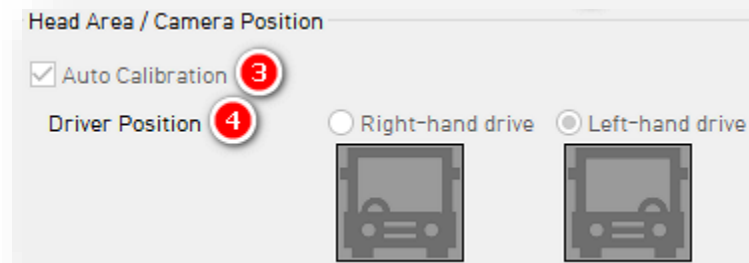 Head Area / Camera Position
Auto Calibration 3
Driver Position 4 Right-hand drive Left-hand drive